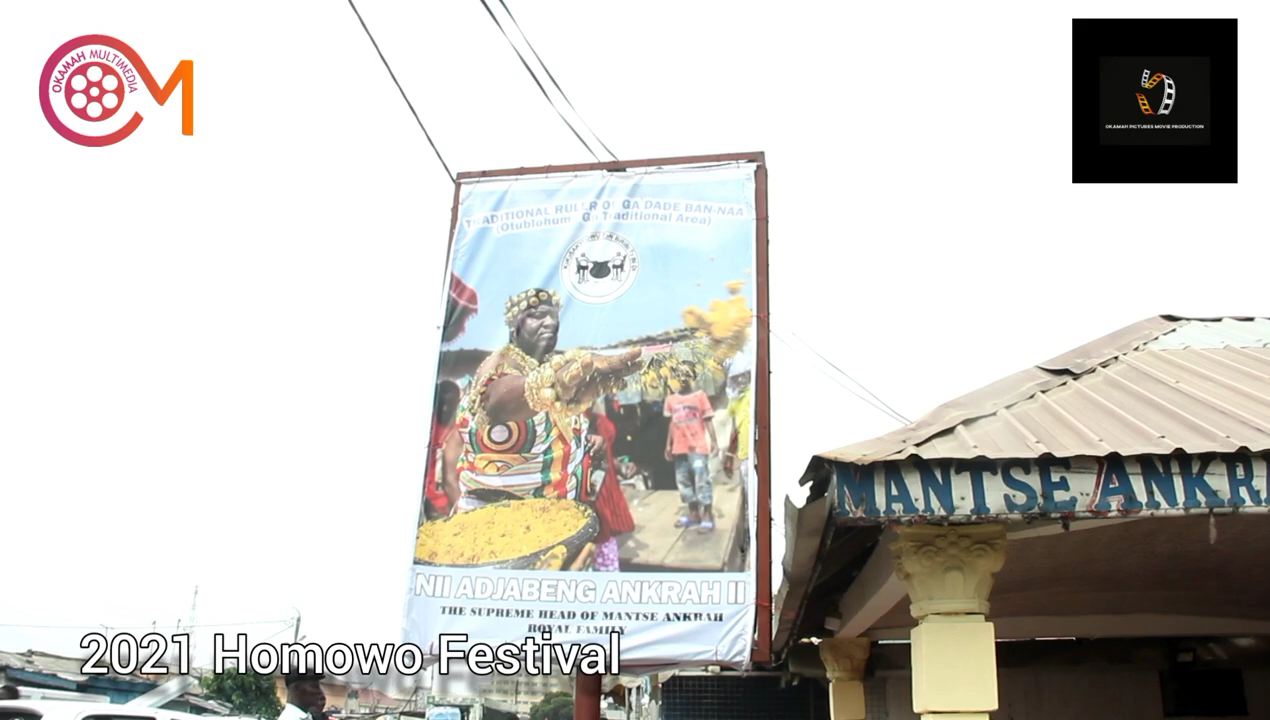 OKAMAH MULTIMEDIA
OKAMAH PICTURES MOVIE PRODUCTION
TRADITIONAL RULER OF GA DADE BAN-NAA
(Otublohum - Ga Traditional Area)
NII ADJABENG ANKRAH II
THE SUPREME HEAD OF MANTSE ANKRAH
ROYAL FAMILY
MANTSE ANKRA
2021 Homowo Festival